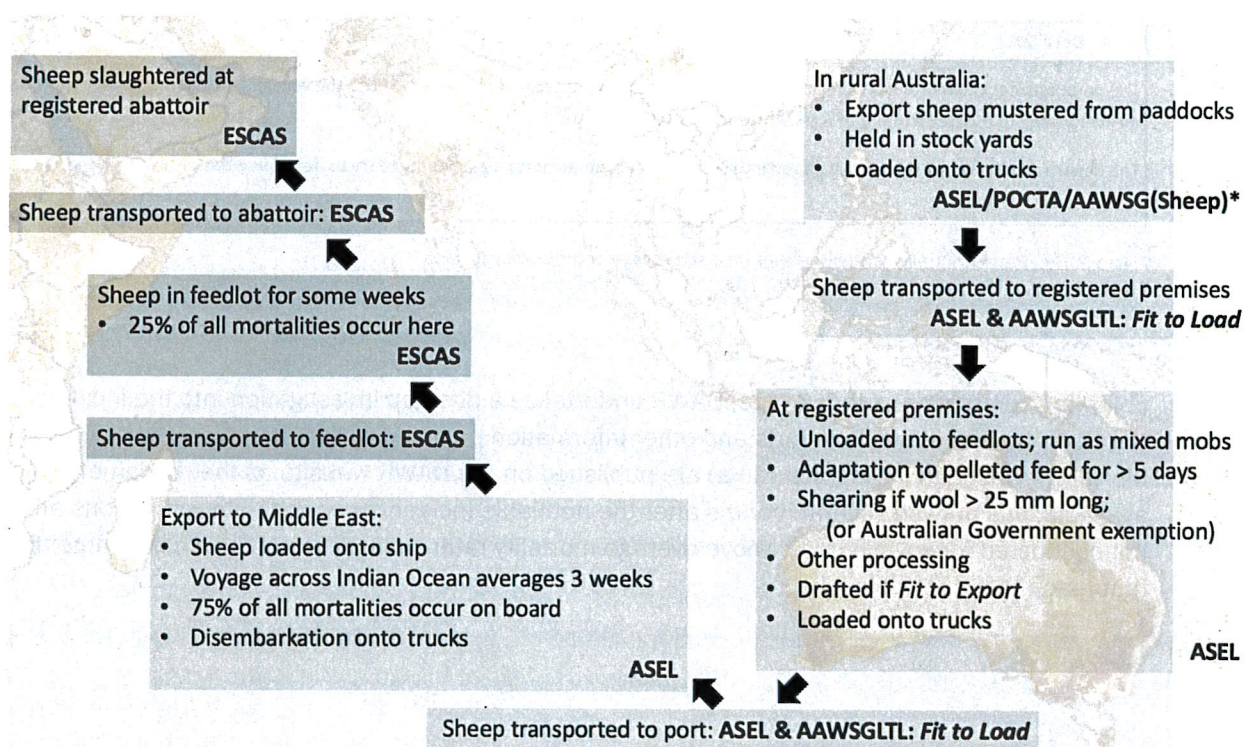 In rural Australia:
• Export sheep mustered from paddocks
• Held in stock yards
• Loaded onto trucks
ASEL/POCTA/AAWSG(Sheep)*
Sheep transported to registered premises
ASEL & AAWSGLTL: Fit to Load
At registered premises:
• Unloaded into feedlots; run as mixed mobs
• Adaptation to pelleted feed for > 5 days
• Shearing if wool > 25 mm long;
(or Australian Government exemption)
• Other processing
• Drafted if Fit to Export
• Loaded onto trucks
ASEL
Sheep transported to port: ASEL & AAWSGLTL: Fit to Load
Export to Middle East:
• Sheep loaded onto ship
• Voyage across Indian Ocean averages 3 weeks
• 75% of all mortalities occur on board
• Disembarkation onto trucks
ASEL
Sheep transported to feedlot: ESCAS
Sheep in feedlot for some weeks
• 25% of all mortalities occur here
ESCAS
Sheep transported to abattoir: ESCAS
Sheep slaughtered at
registered abattoir
ESCAS